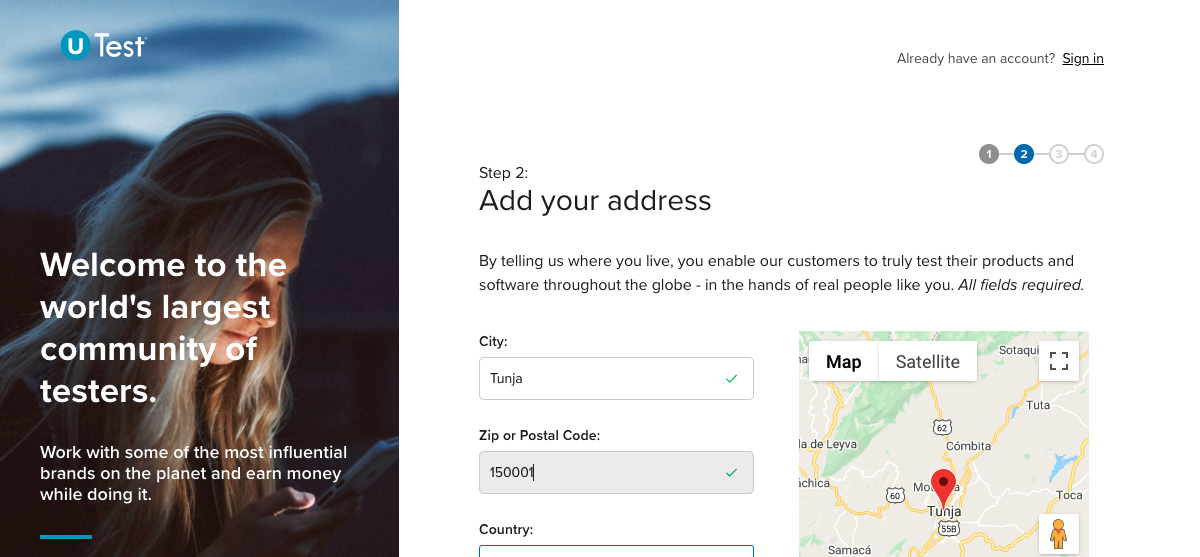 U Test
Already have an account? Sign in
1 2 3 4
Step 2:
Add your address
Welcome to the
world's largest
community of
testers.
Work with some of the most influential
brands on the planet and earn money
while doing it.
By telling us where you live, you enable our customers to truly test their products and
software throughout the globe - in the hands of real people like you. All fields required.
City:
Tunja
Zip or Postal Code:
150001
Country:
Map Satellite
Sotaqui
Tuta
62
la de Leyva
Cómbita
áchica
60
Toca
Tunja
55B
Samacá